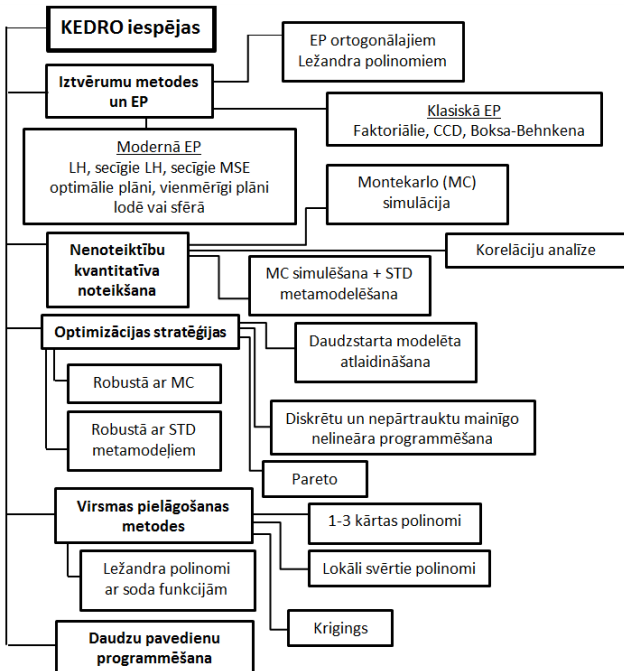 KEDRO iespējas
EP ortogonālajiem
Ležandra polinomiem
Iztvērumu metodes
un EP
Klasiskā EP
Faktoriālie, CCD, Boksa-Behnkena
Modernā EP
LH, secīgie LH, secīgie MSE
optimālie plāni, vienmērīgi plāni
lodē vai sfērā
Montekarlo (MC)
simulācija
Nenoteiktību
kvantitatīva
noteikšana
Korelāciju analīze
MC simulēšana + STD
metamodelēšana
Optimizācijas stratēģijas
Daudzstarta modelēta
atlaidināšana
Robustā ar MC
Robustā ar STD
metamodeļiem
Diskrētu un nepārtrauktu mainīgo
nelineāra programmēšana
Pareto
Virsmas pielāgošanas
metodes
1-3 kārtas polinomi
Ležandra polinomi
ar soda funkcijām
Lokāli svērtie polinomi
Krigings
Daudzu pavedienu
programmēšana